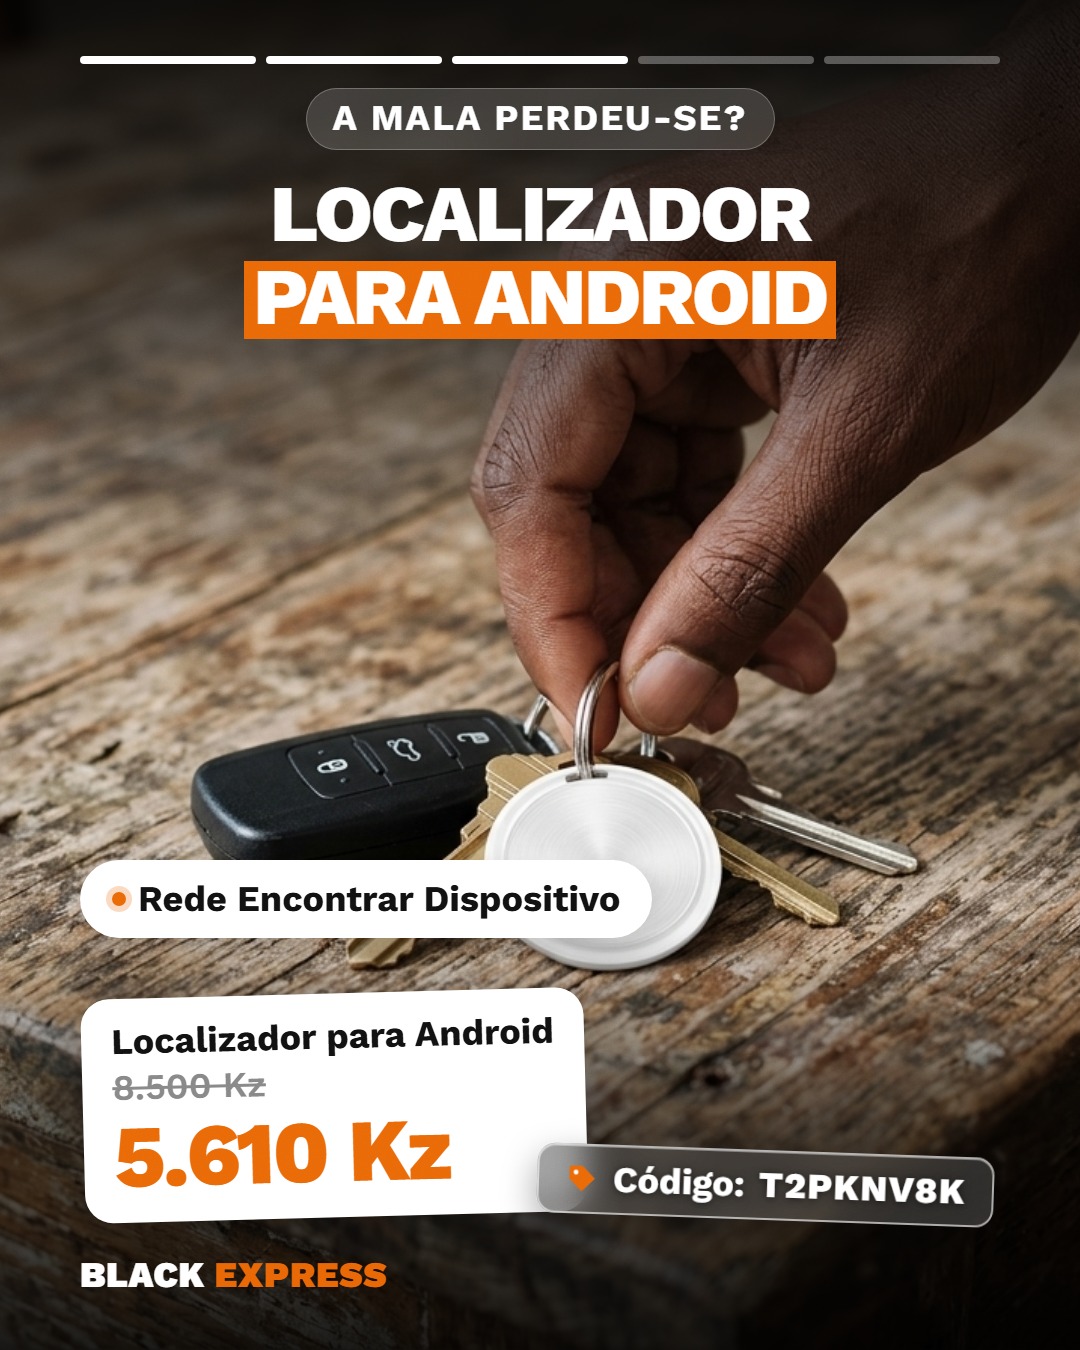 A MALA PERDEU-SE?
LOCALIZADOR
PARA ANDROID
Rede Encontrar Dispositivo
Localizador para Android
8.500 Kz
5.610 Kz
Código: T2PKNV8K
BLACK EXPRESS